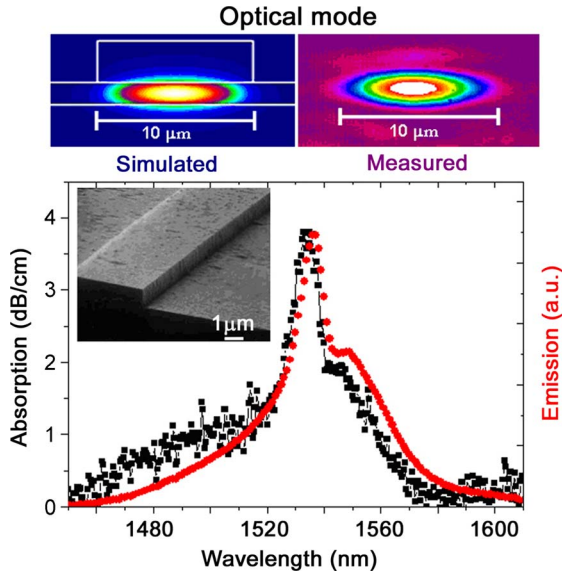 Optical mode
10 μm
10 μm
Simulated
Measured
4
3
2
1
0
Absorption (dB/cm)
1μm
Emission (a.u.)
1480
1520
1560
1600
Wavelength (nm)